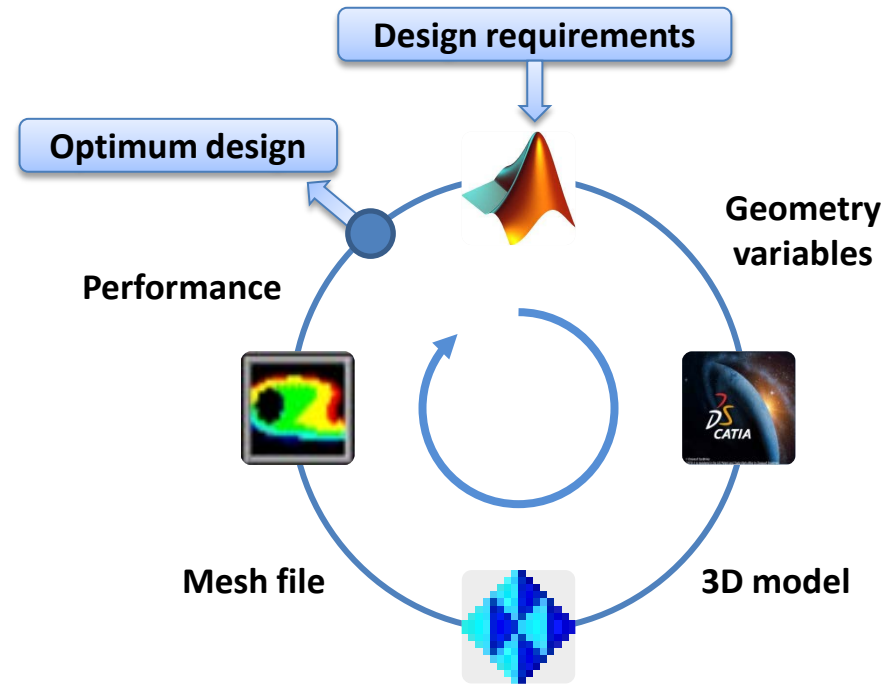 Design requirements
Optimum design
Geometry
variables
Performance
CATIA
Mesh file
3D model